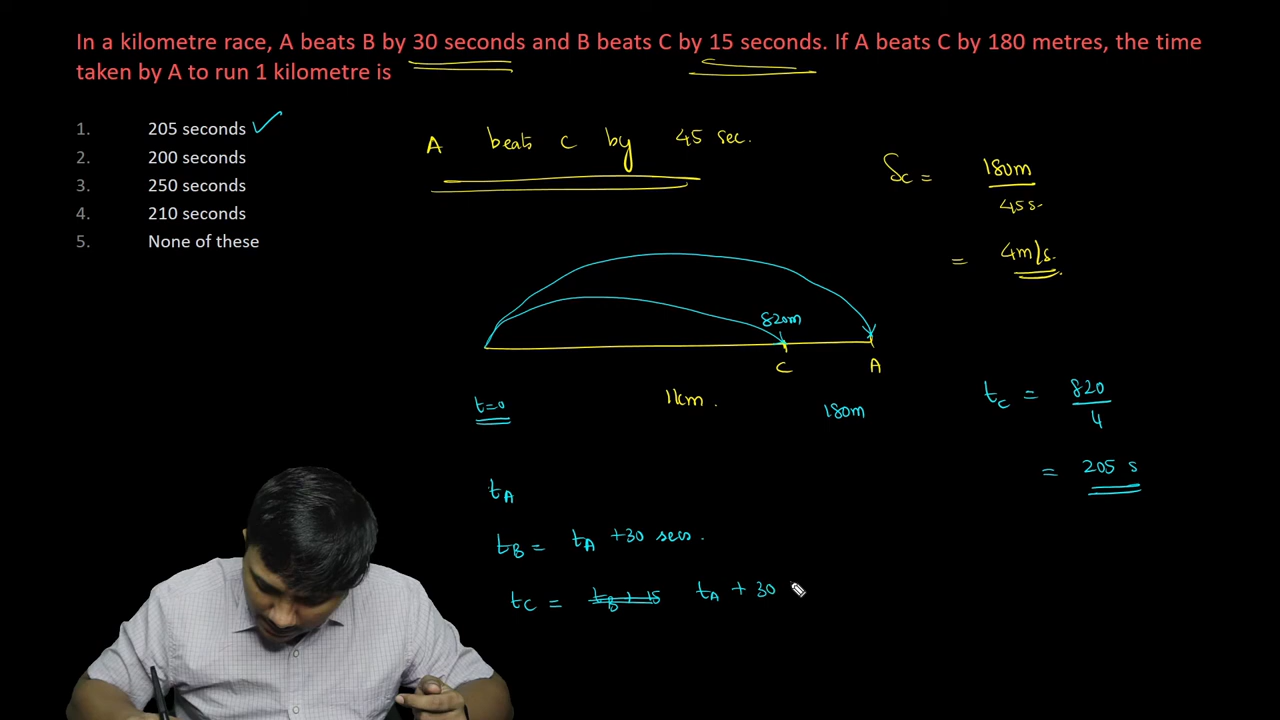 In a kilometre race, A beats B by 30 seconds and B beats C by 15 seconds. If A beats C by 180 metres, the time
taken by A to run 1 kilometre is
1. 205 seconds
2. 200 seconds
3. 250 seconds
4. 210 seconds
5. None of these
A beats C by 45 sec.
Sc = 180m
45s
= 4m/s.
820m
C A
t=0 1km. 180m
tc = 820
4
= 205 s
tA
tB = tA +30 secs.
tC = tB + 15 tA + 30